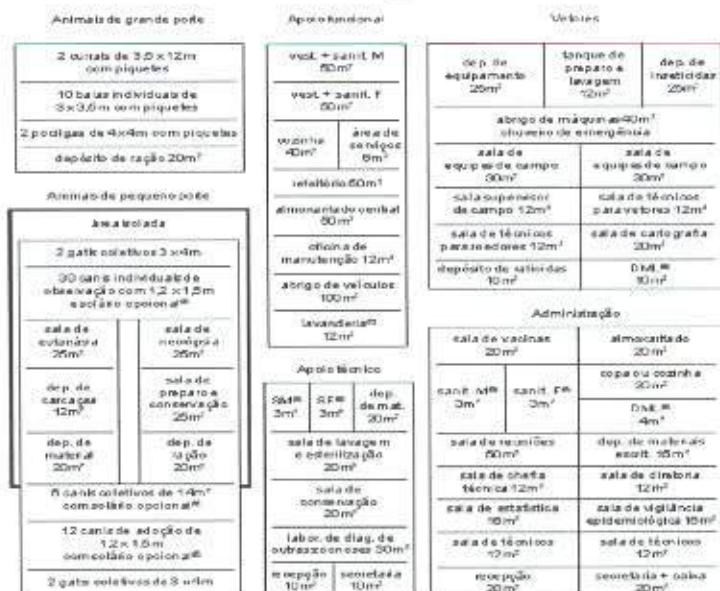 Animais de grande porte
2 currais de 3,5 x 12m
com piquetes
10 baias individuais de
3 x 3,5m com piquetes
2 pocilgas de 4x4m com piquetes
depósito de ração 20m²
Animais de pequeno porte
área isolada
2 gatis coletivos 3 x 4m
30 canis individuais de
observação com 1,2 x 1,5m
e solário opcional
sala de
eutanásia
25m²
sala de
necrópsia
25m²
dep. de
carcaças
12m²
sala de
preparo e
conservação
25m²
dep. de
material
20m²
dep. de
ração
20m²
6 canis coletivos de 14m²
com solário opcional
12 canis de adoção de
1,2 x 1,5m
com solário opcional
2 gatis coletivos de 3 x 4m
Apoio funcional
vest. + sanit. M
50m²
vest. + sanit. F
50m²
cozinha
40m²
área de
serviços
6m²
refeitório 60m²
almoxarifado central
60m²
oficina de
manutenção 12m²
abrigo de veículos
100m²
lavanderia
12m²
Apoio técnico
SM
3m²
SF
3m²
dep.
de mat.
20m²
sala de lavagem
e esterilização
20m²
sala de
conservação
20m²
labor. de diag. de
outras zoonoses 30m²
recepção
10m²
secretaria
10m²
Vetores
dep. de
equipamento
25m²
tanque de
preparo e
lavagem
12m²
dep. de
inseticidas
25m²
abrigo de máquinas 40m²
chuveiro de emergência
sala de
equipes de campo
30m²
sala de
equipes de campo
30m²
sala supervisor
de campo 12m²
sala de técnicos
para vetores 12m²
sala de técnicos
para roedores 12m²
sala de cartografia
20m²
depósito de raticidas
10m²
DML
10m²
Administração
sala de vacinas
20m²
almoxarifado
20m²
sanit. M
3m²
sanit. F
3m²
copa ou cozinha
20m²
DML
4m²
sala de reuniões
50m²
dep. de materiais
escrit. 15m²
sala de chefia
técnica 12m²
sala de diretoria
12m²
sala de estatística
16m²
sala de vigilância
epidemiológica 16m²
sala de técnicos
12m²
sala de técnicos
12m²
recepção
20m²
secretaria + caixa
20m²